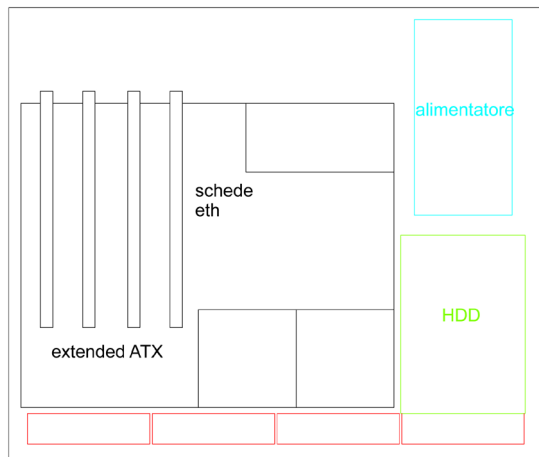 alimentatore
schede
eth
HDD
extended ATX